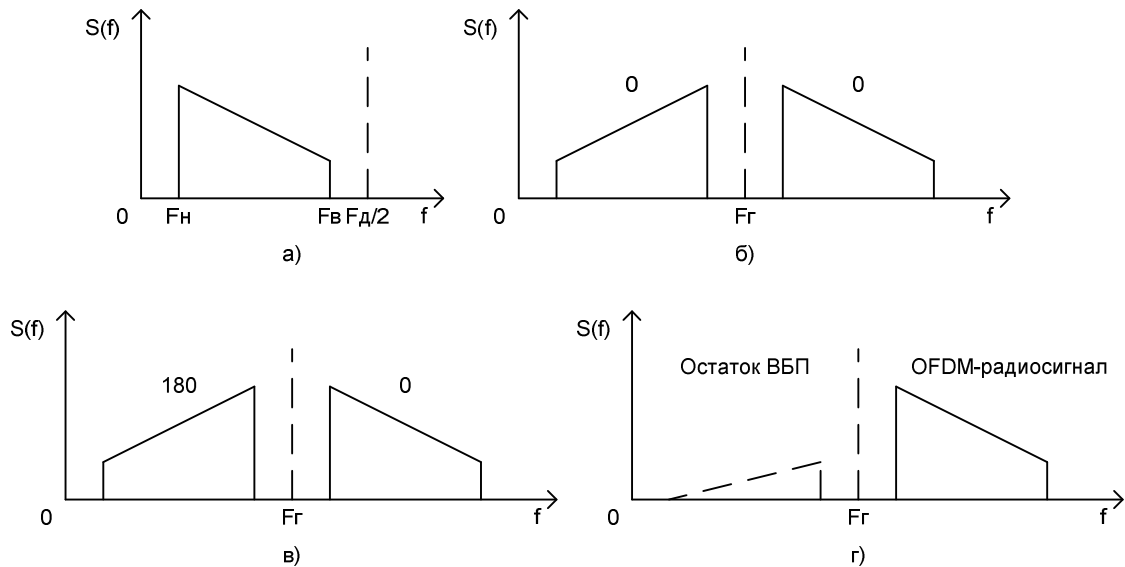 S(f)
0
Fн
Fв
Fд/2
f
а)
S(f)
0
0
0
Fг
f
б)
S(f)
180
0
0
Fг
f
в)
S(f)
Остаток ВБП
OFDM-радиосигнал
0
Fг
f
г)